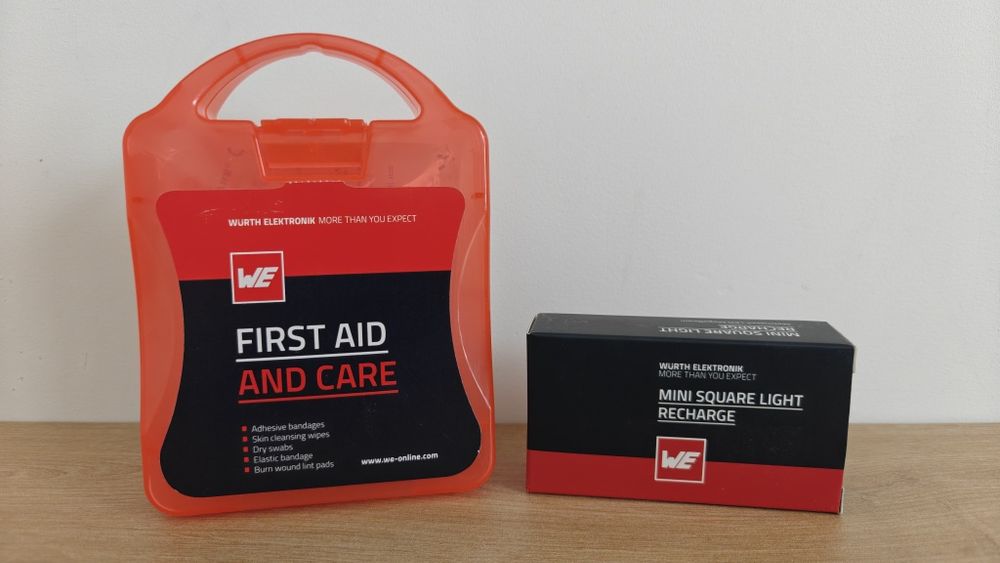 WURTH ELEKTRONIK MORE THAN YOU EXPECT
WE
FIRST AID
AND CARE
Adhesive bandages
Skin cleansing wipes
Dry swabs
Elastic bandage
Burn wound lint pads
www.we-online.com
MINI SQUARE LIGHT
RECHARGE
WURTH ELEKTRONIK
MORE THAN YOU EXPECT
MINI SQUARE LIGHT
RECHARGE
WE